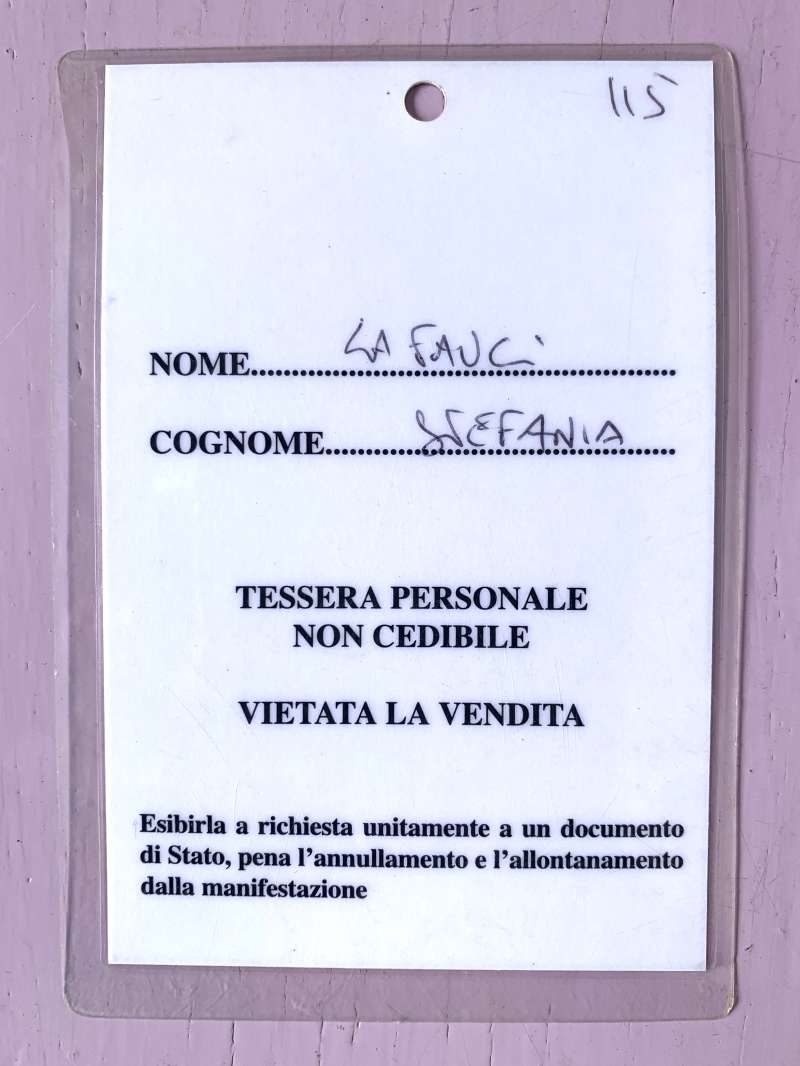 115
NOME.......LA FAUCI.......
COGNOME.......STEFANIA.......
TESSERA PERSONALE
NON CEDIBILE
VIETATA LA VENDITA
Esibirla a richiesta unitamente a un documento
di Stato, pena l'annullamento e l'allontanamento
dalla manifestazione